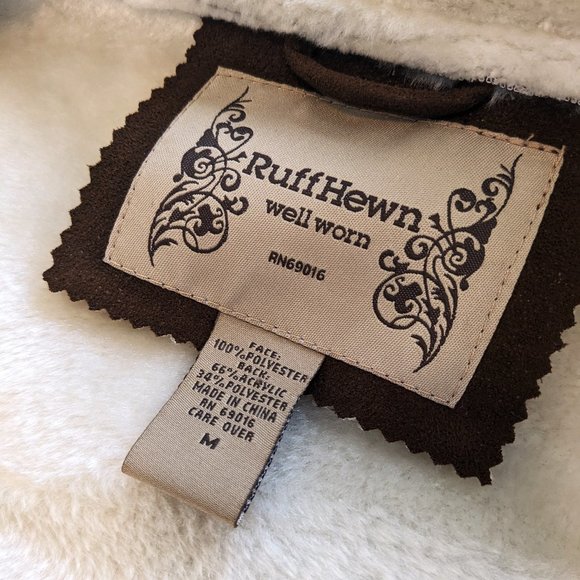 RuffHewn
well worn
RN69016
FACE:
100%POLYESTER
BACK:
66%ACRYLIC
34%POLYESTER
MADE IN CHINA
RN 69016
CARE OVER
M